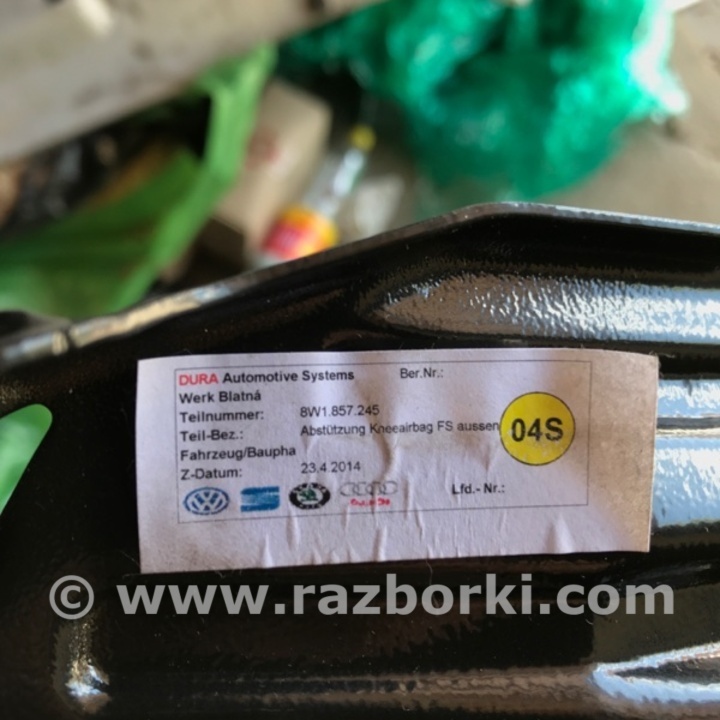 DURA Automotive Systems Ber.Nr.:
Werk Blatná
Teilnummer: 8W1.857.245
Teil-Bez.: Abstützung Kneeairbag FS aussen
04S
Fahrzeug/Baupha
Z-Datum: 23.4.2014
Lfd.- Nr.:
© www.razborki.com